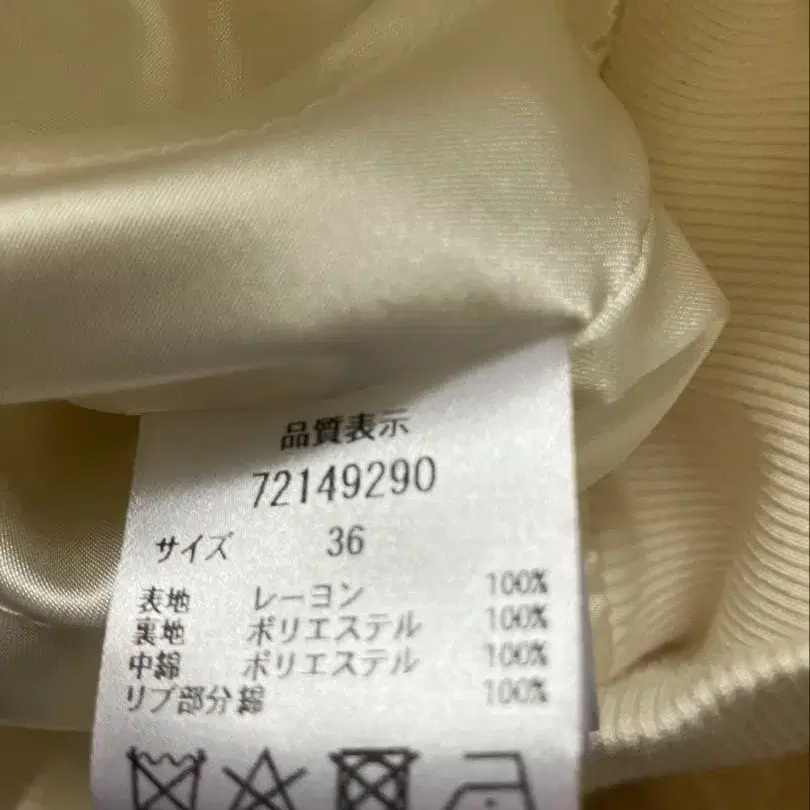 品質表示
72149290
サイズ 36
表地 レーヨン 100%
裏地 ポリエステル 100%
中綿 ポリエステル 100%
リブ部分綿 100%